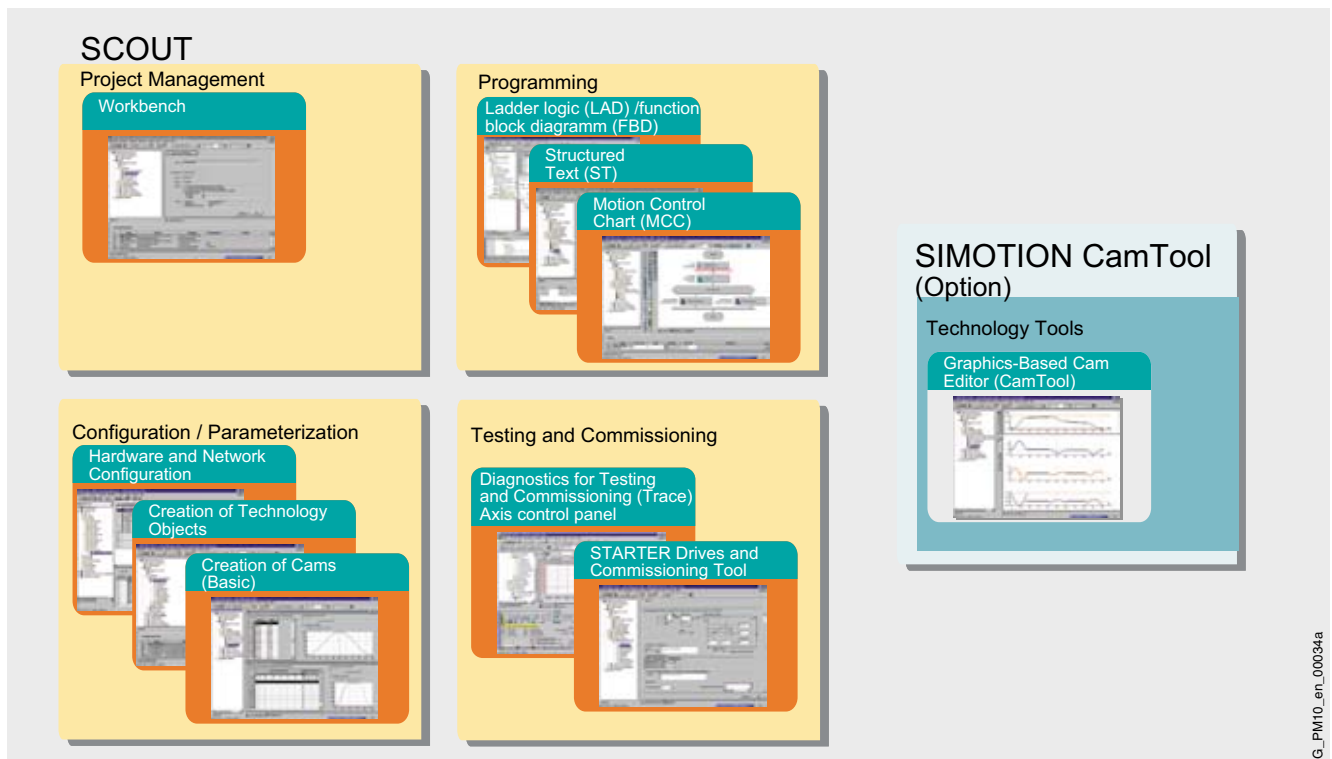 SCOUT
Project Management
Workbench
Programming
Ladder logic (LAD) /function
block diagramm (FBD)
Structured
Text (ST)
Motion Control
Chart (MCC)
Configuration / Parameterization
Hardware and Network
Configuration
Creation of Technology
Objects
Creation of Cams
(Basic)
Testing and Commissioning
Diagnostics for Testing
and Commissioning (Trace)
Axis control panel
STARTER Drives and
Commissioning Tool
SIMOTION CamTool
(Option)
Technology Tools
Graphics-Based Cam
Editor (CamTool)
G_PM10_en_00034a